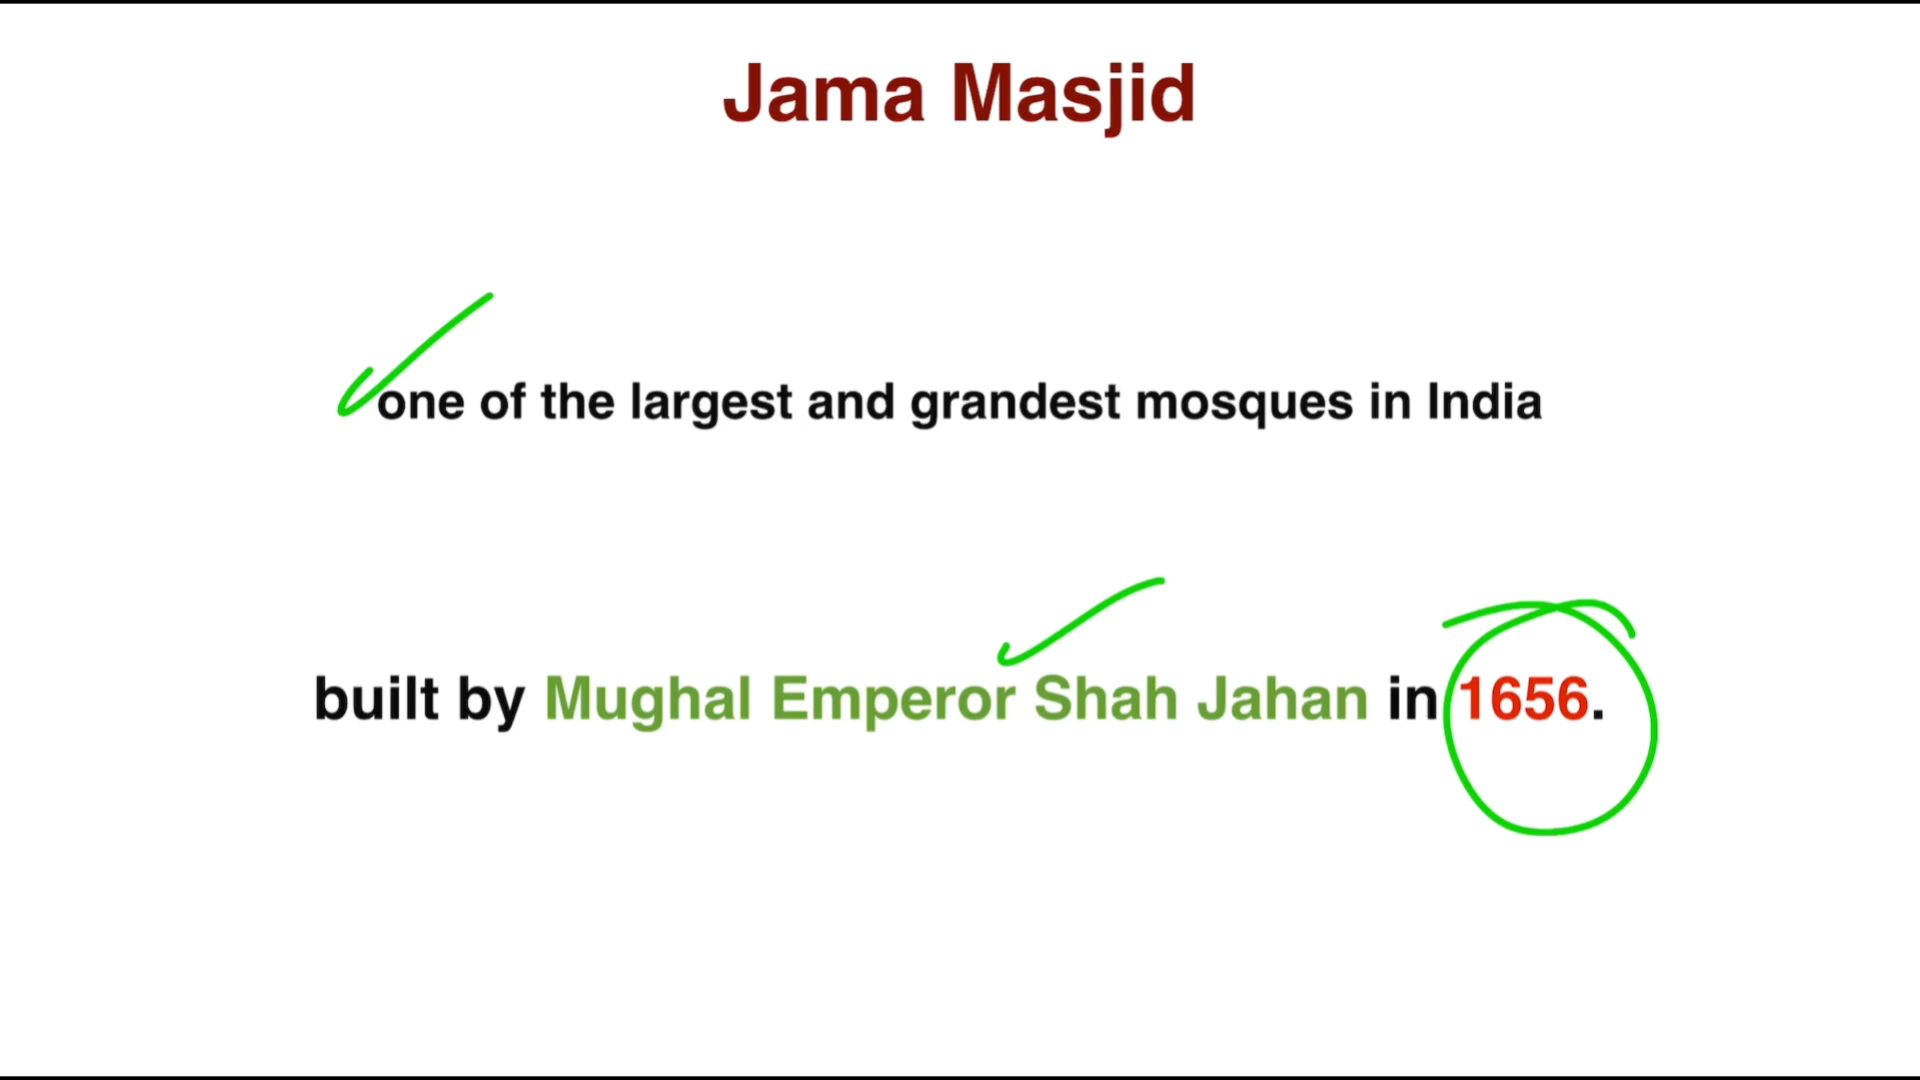 Jama Masjid
one of the largest and grandest mosques in India
built by Mughal Emperor Shah Jahan in 1656.